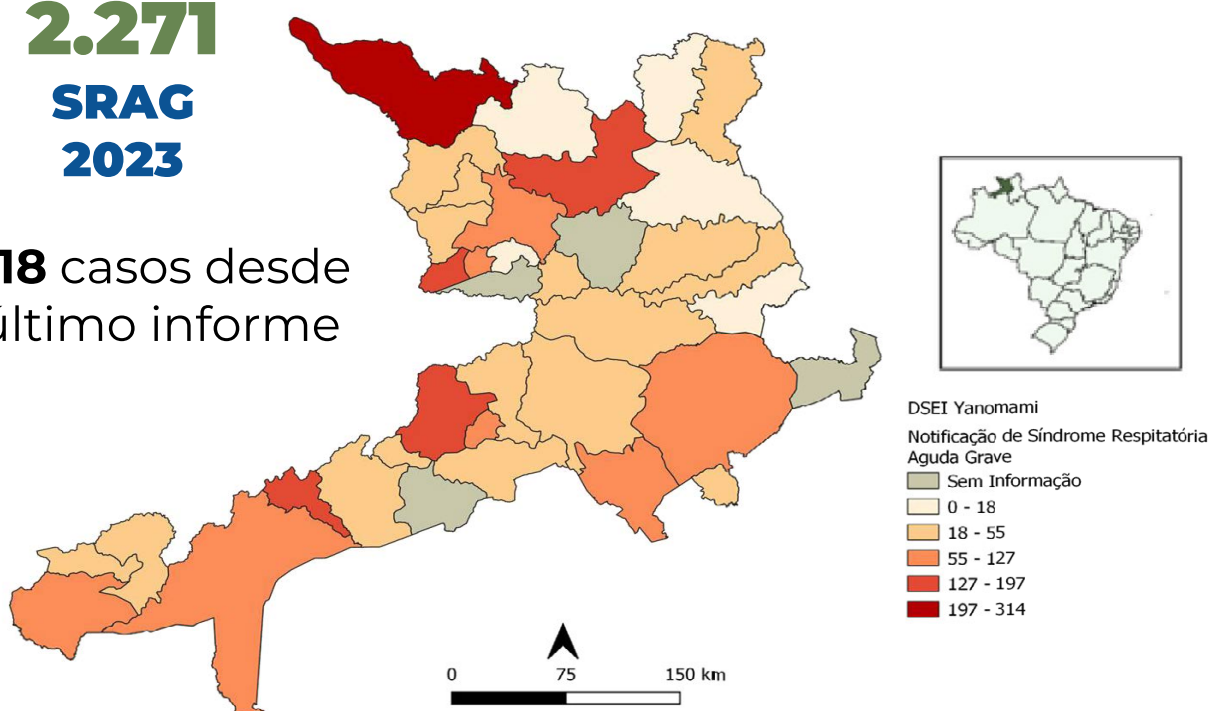 2.271
SRAG
2023
18 casos desde
último informe
DSEI Yanomami
Notificação de Síndrome Respitatória
Aguda Grave
Sem Informação
0 - 18
18 - 55
55 - 127
127 - 197
197 - 314
0 75 150 km